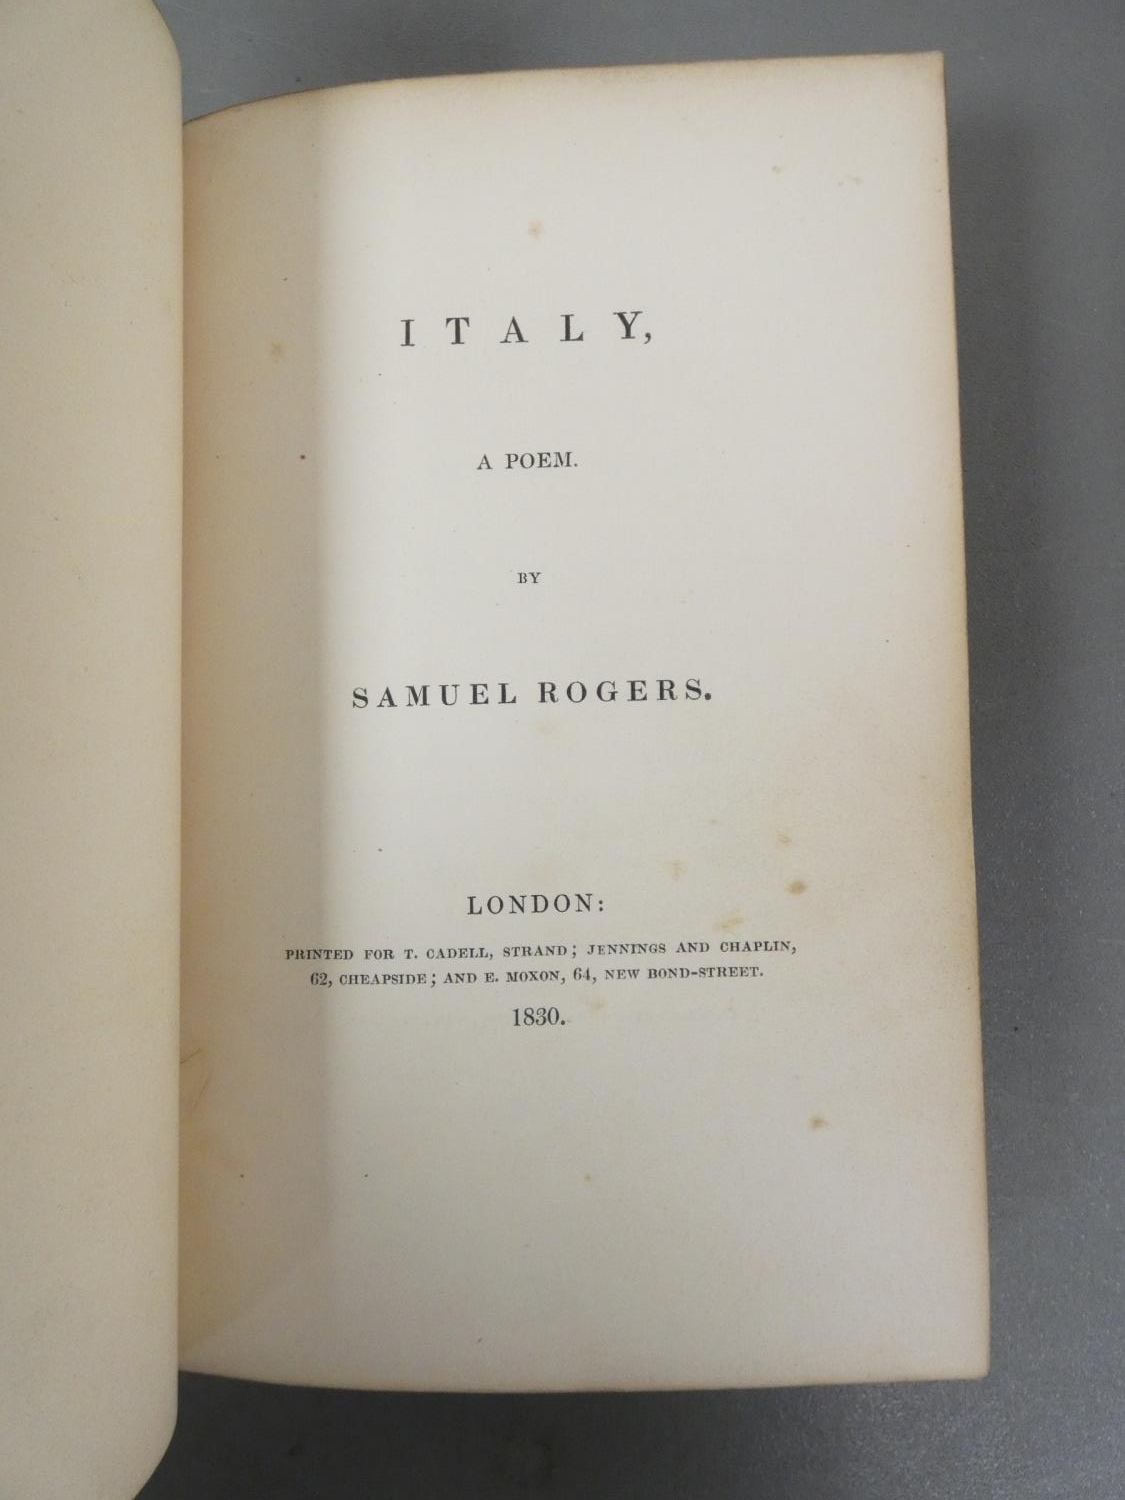 ITALY,
A POEM.
BY
SAMUEL ROGERS.
LONDON:
PRINTED FOR T. CADELL, STRAND; JENNINGS AND CHAPLIN,
62, CHEAPSIDE; AND E. MOXON, 64, NEW BOND-STREET.
1830.